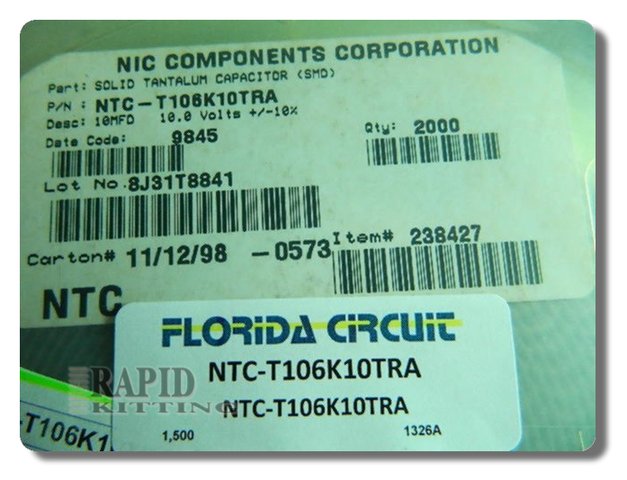 NIC COMPONENTS CORPORATION
Part: SOLID TANTALUM CAPACITOR (SMD)
P/N : NTC-T106K10TRA
Desc: 10MFD 10.0 Volts +/-10%
Date Code: 9845 Qty: 2000
Lot No. 8J31T8841
Carton# 11/12/98 -0573 Item# 238427
NTC
FLORIDA CIRCUIT
NTC-T106K10TRA
NTC-T106K10TRA
1,500 1326A
RAPID
KITTING
-T106K1